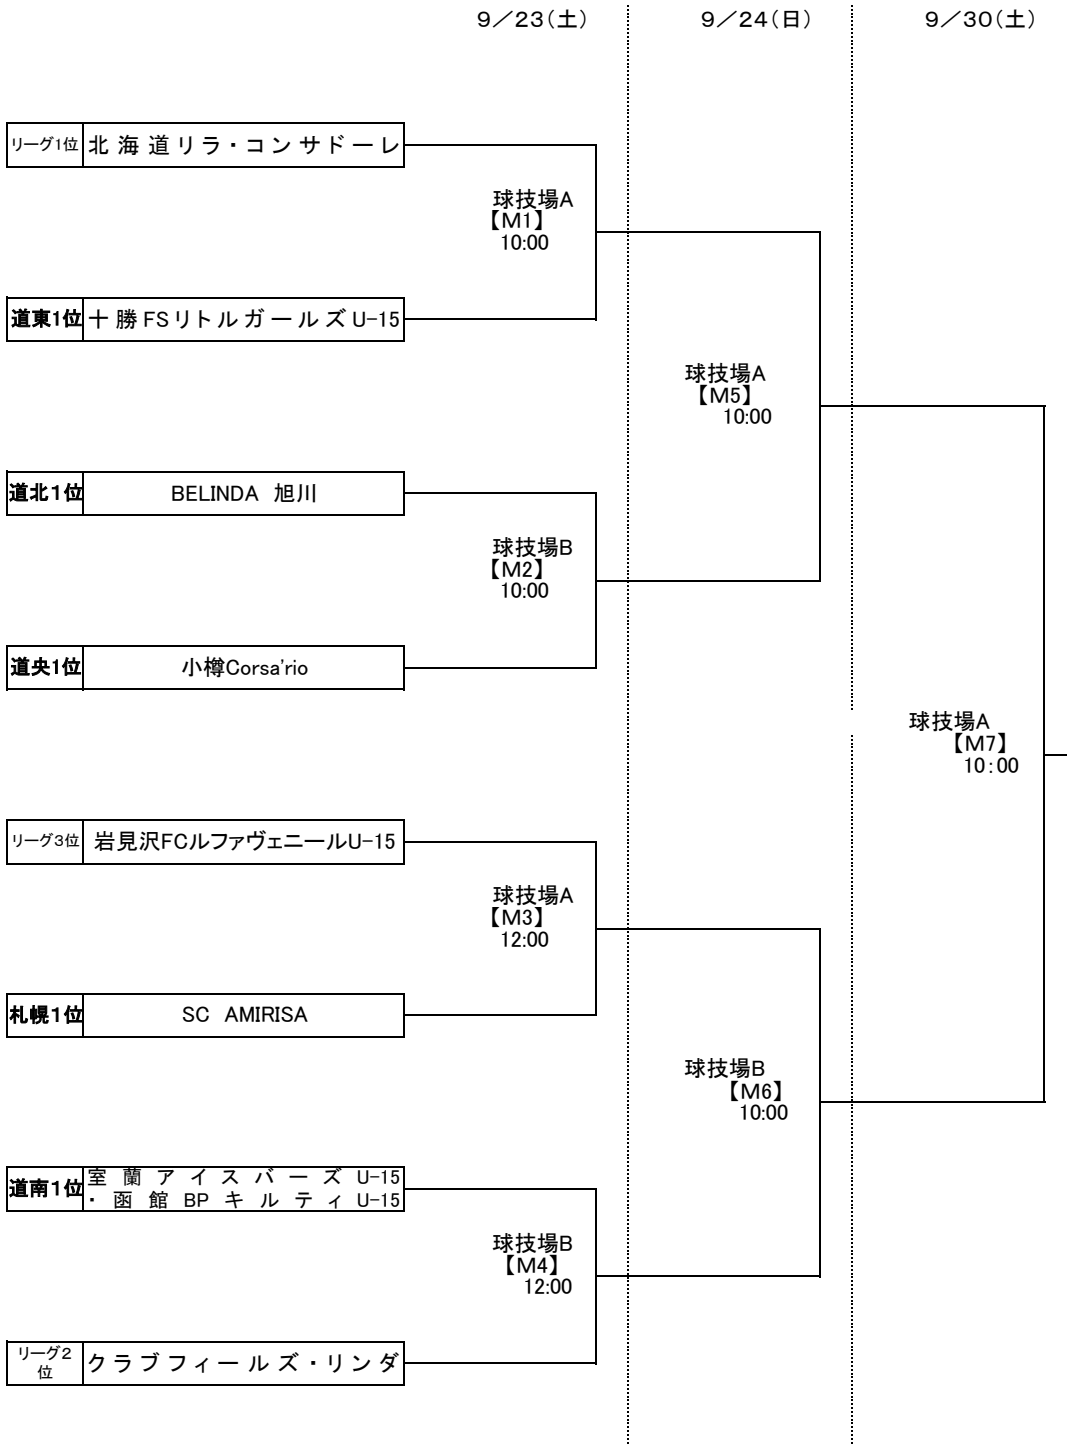 9／23（土）
9／24（日）
9／30（土）
リーグ1位 北海道リラ・コンサドーレ
球技場A
【M1】
10:00
道東1位 十勝FSリトルガールズU-15
球技場A
【M5】
10:00
道北1位 BELINDA 旭川
球技場B
【M2】
10:00
道央1位 小樽Corsa'rio
球技場A
【M7】
10：00
リーグ3位 岩見沢FCルファヴェニールU-15
球技場A
【M3】
12:00
札幌1位 SC AMIRISA
球技場B
【M6】
10:00
道南1位 室蘭アイスバーズU-15
・函館BPキルティU-15
球技場B
【M4】
12:00
リーグ2
位
クラブフィールズ・リンダ